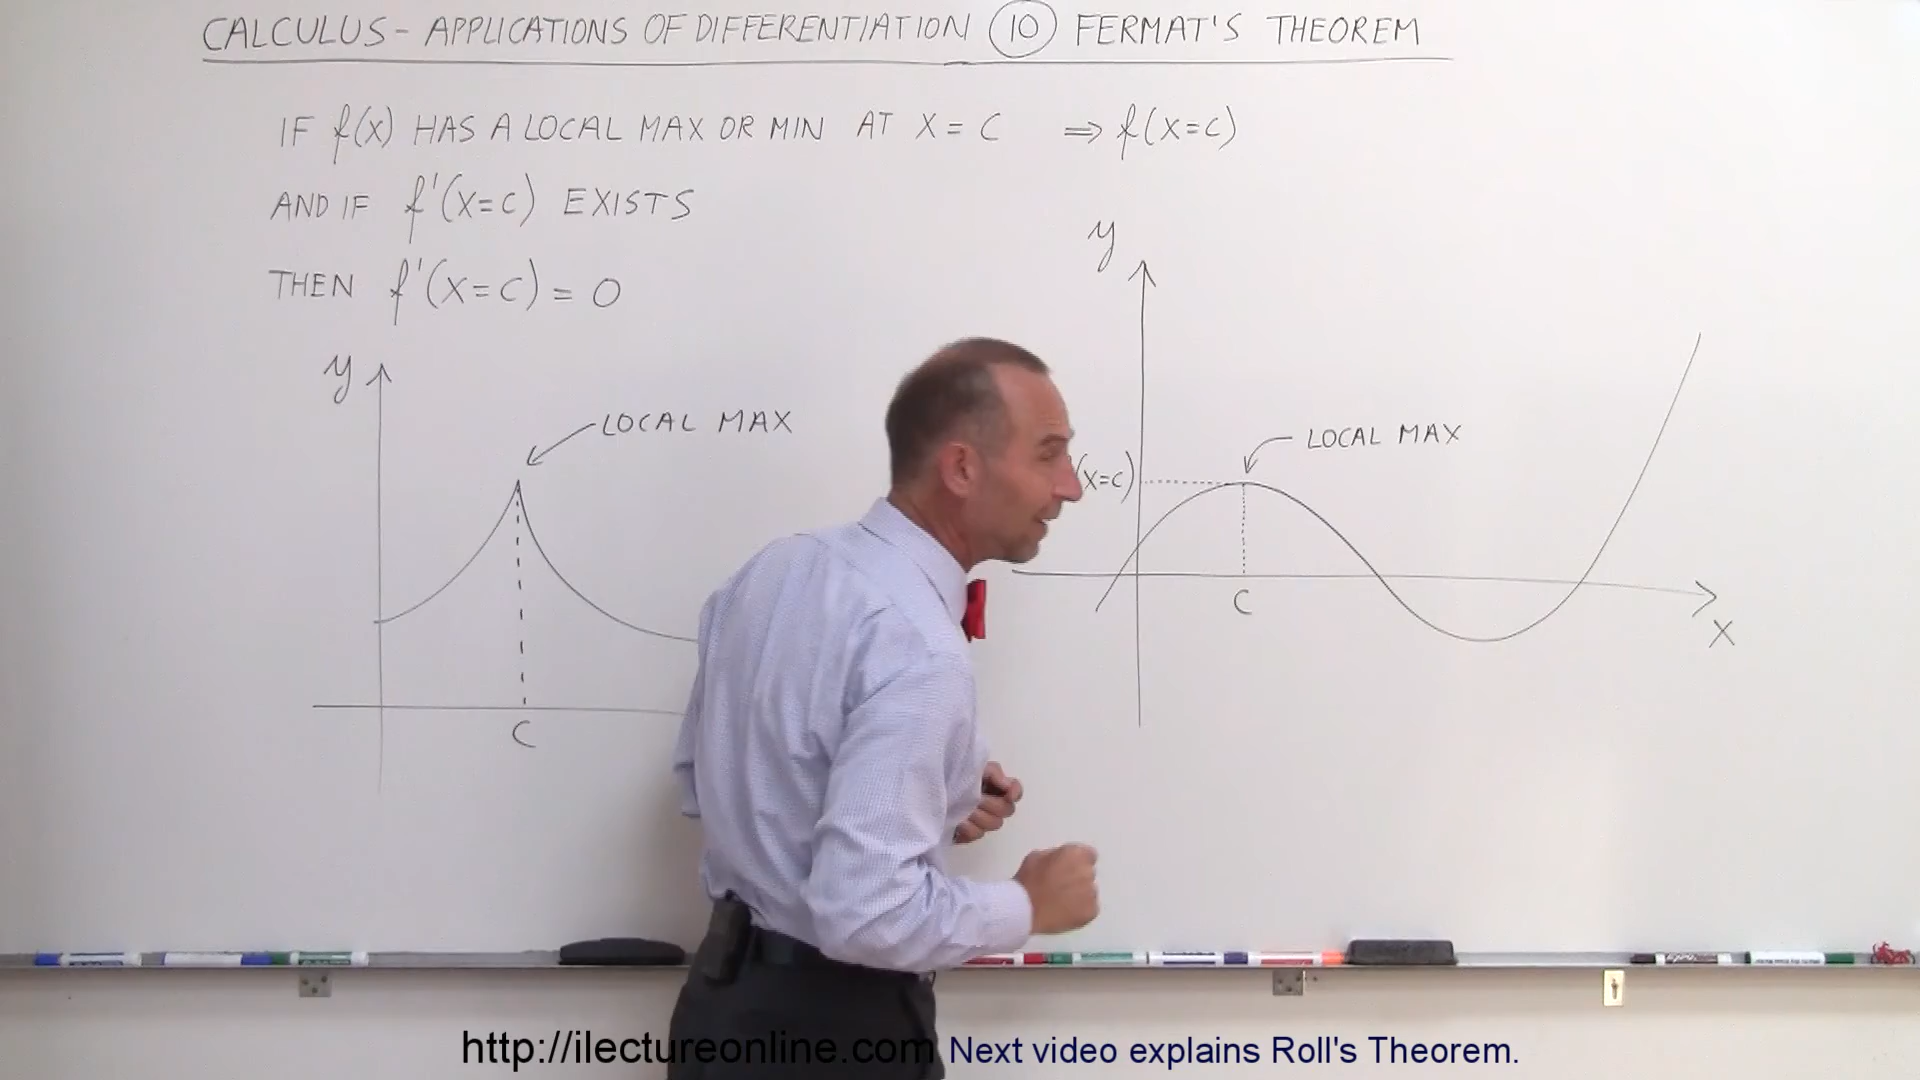 CALCULUS - APPLICATIONS OF DIFFERENTIATION 10 FERMAT'S THEOREM
IF f(x) HAS A LOCAL MAX OR MIN AT X = C ⇒ f(X=C)
AND IF f'(X=C) EXISTS
THEN f'(X=C) = 0
y
LOCAL MAX
C
y
LOCAL MAX
(X=C)
C
X
http://ilectureonline.com Next video explains Roll's Theorem.